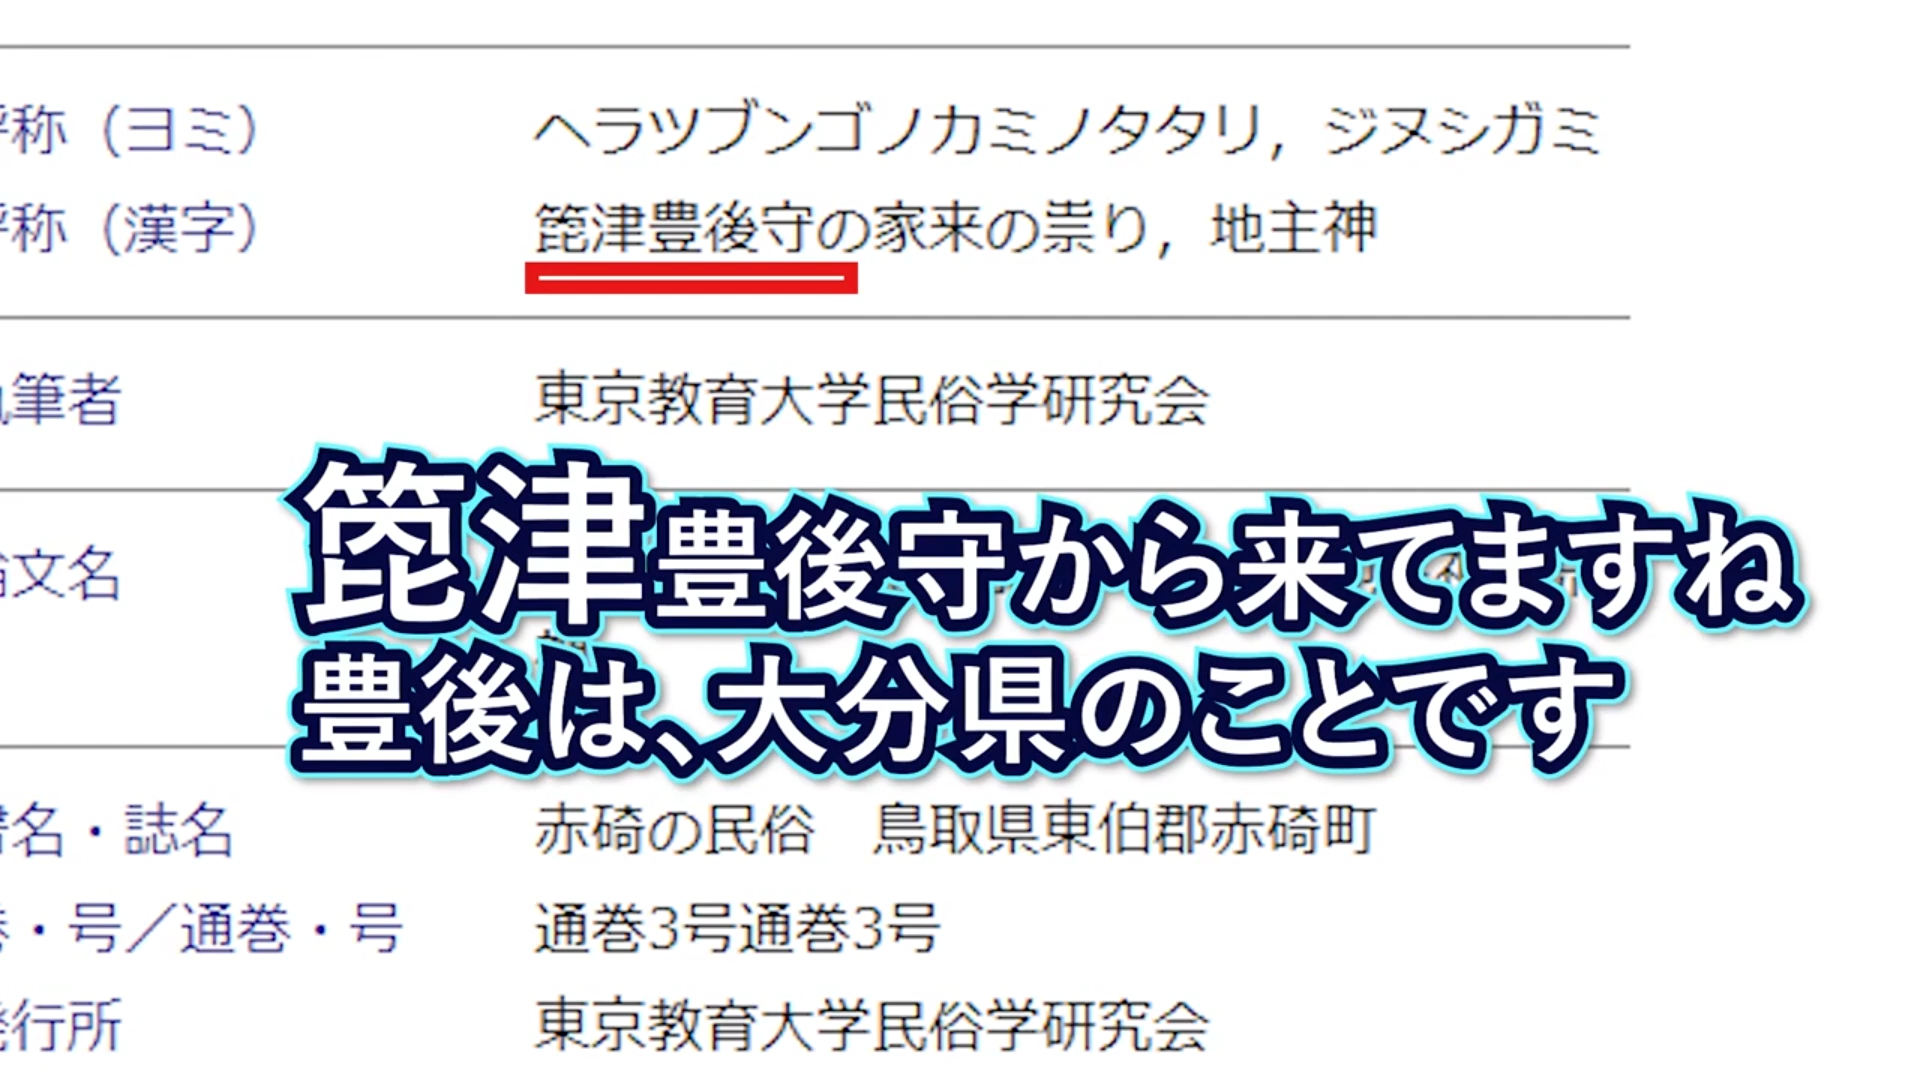 称（ヨミ）　ヘラツブンゴノカミノタタリ，ジヌシガミ
称（漢字）　箆津豊後守の家来の祟り，地主神
筆者　東京教育大学民俗学研究会
箆津豊後守から来てますね
文名
豊後は、大分県のことです
名・誌名　赤碕の民俗　鳥取県東伯郡赤碕町
・号／通巻・号　通巻3号通巻3号
行所　東京教育大学民俗学研究会